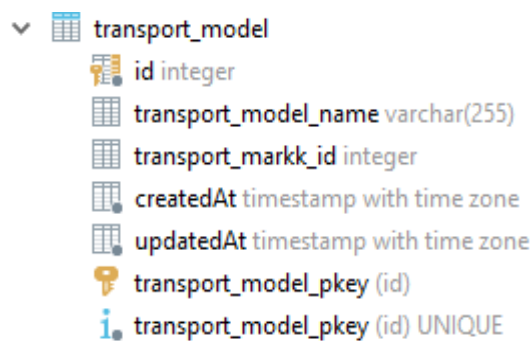 transport_model
id integer
transport_model_name varchar(255)
transport_markk_id integer
createdAt timestamp with time zone
updatedAt timestamp with time zone
transport_model_pkey (id)
transport_model_pkey (id) UNIQUE